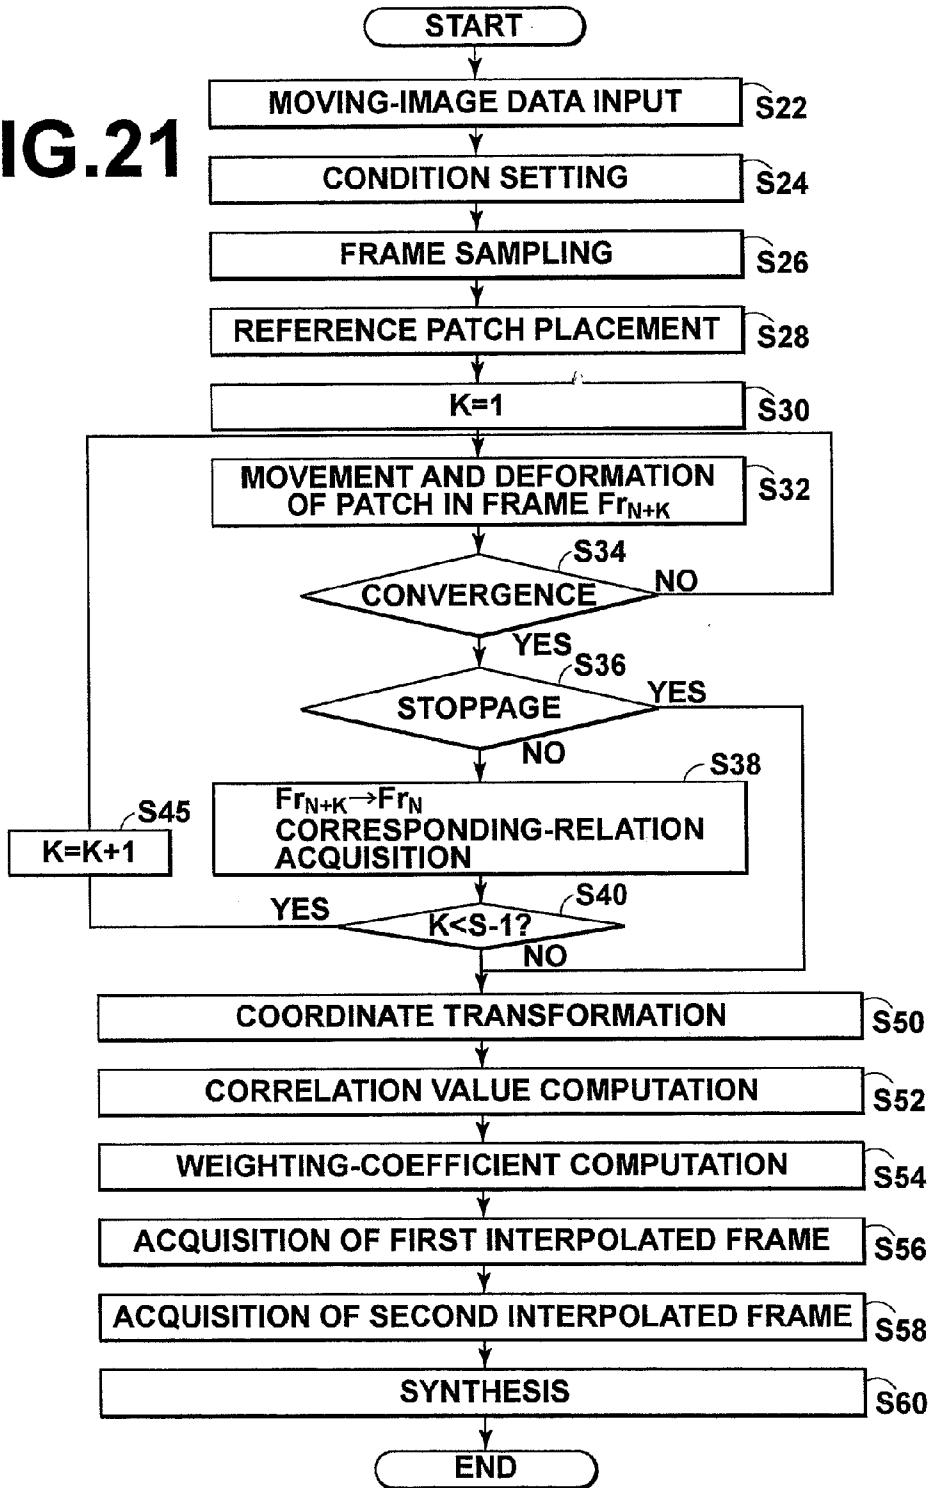 START
IG.21
MOVING-IMAGE DATA INPUT
S22
CONDITION SETTING
S24
FRAME SAMPLING
S26
REFERENCE PATCH PLACEMENT
S28
K=1
S30
MOVEMENT AND DEFORMATION
OF PATCH IN FRAME FrN+K
S32
S34
CONVERGENCE
NO
YES
S36
STOPPAGE
YES
NO
S38
FrN+K→FrN
CORRESPONDING-RELATION
ACQUISITION
S45
K=K+1
S40
YES
K<S-1?
NO
COORDINATE TRANSFORMATION
S50
CORRELATION VALUE COMPUTATION
S52
WEIGHTING-COEFFICIENT COMPUTATION
S54
ACQUISITION OF FIRST INTERPOLATED FRAME
S56
ACQUISITION OF SECOND INTERPOLATED FRAME
S58
SYNTHESIS
S60
END